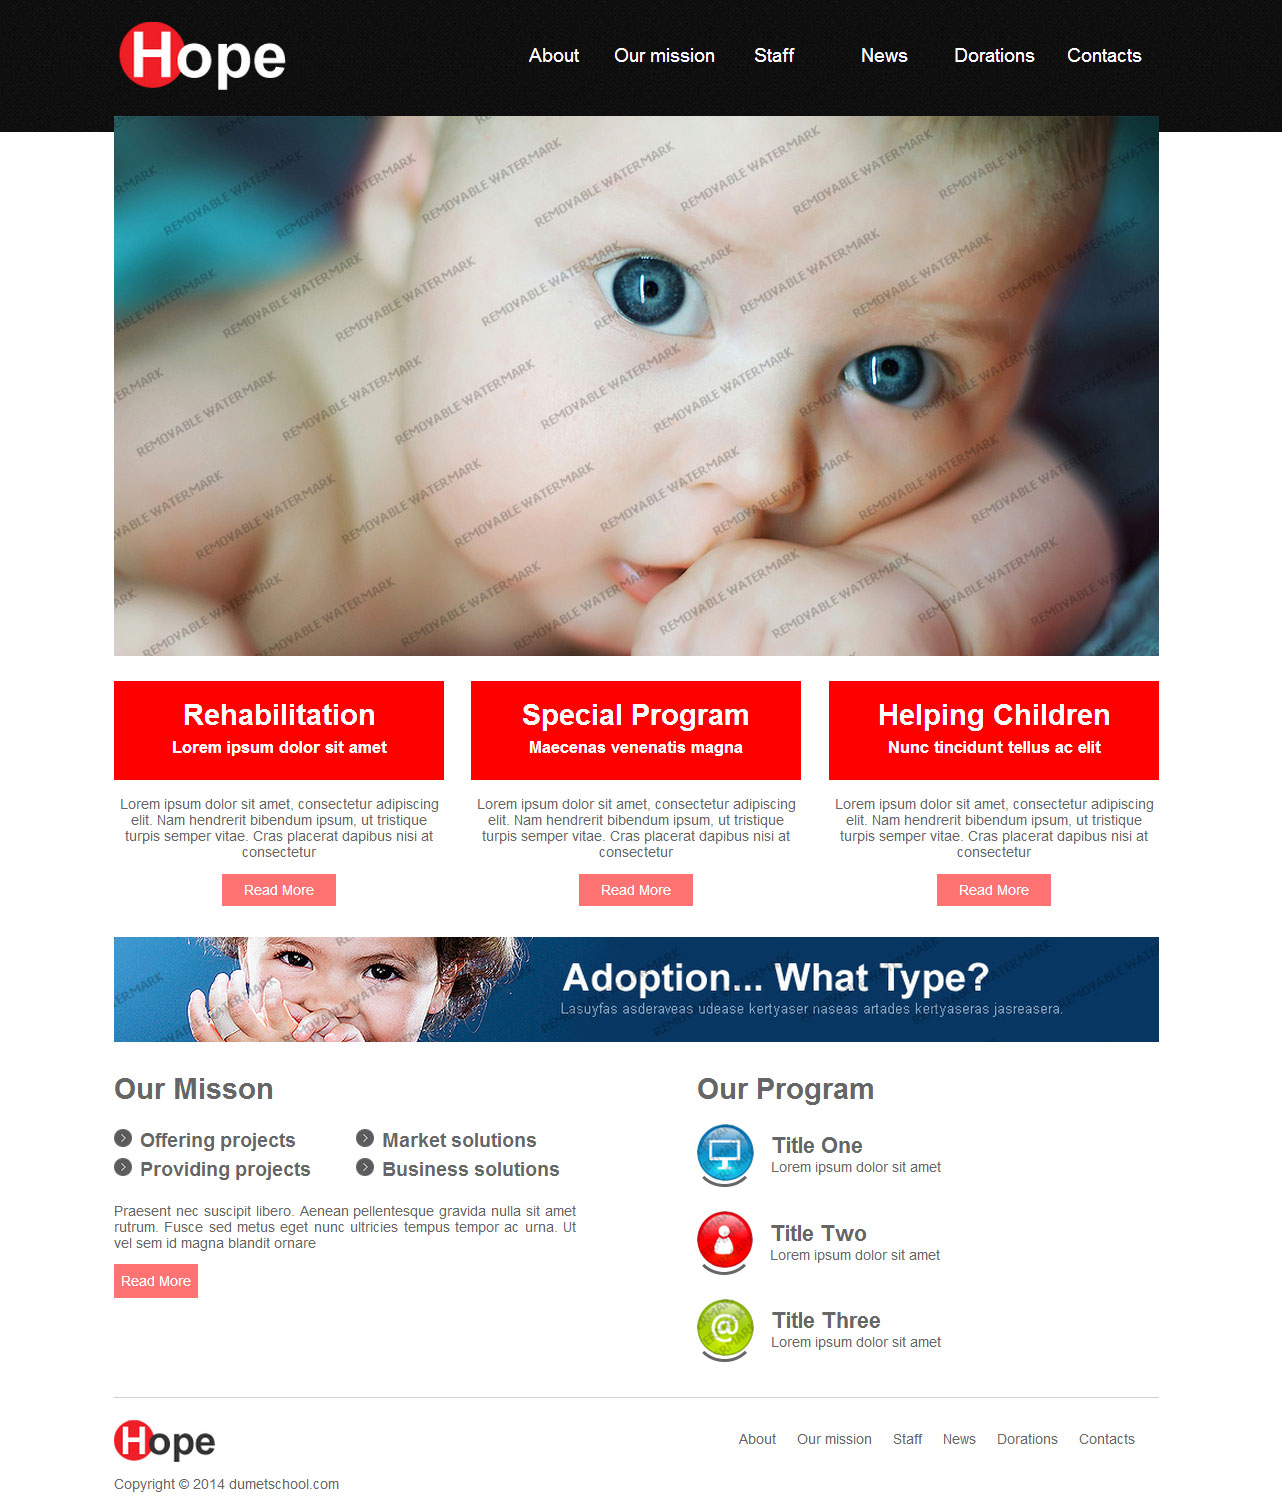 Hope
About Our mission Staff News Dorations Contacts
REMOVABLE WATERMARK
Rehabilitation
Lorem ipsum dolor sit amet
Lorem ipsum dolor sit amet, consectetur adipiscing
elit. Nam hendrerit bibendum ipsum, ut tristique
turpis semper vitae. Cras placerat dapibus nisi at
consectetur
Read More
Special Program
Maecenas venenatis magna
Lorem ipsum dolor sit amet, consectetur adipiscing
elit. Nam hendrerit bibendum ipsum, ut tristique
turpis semper vitae. Cras placerat dapibus nisi at
consectetur
Read More
Helping Children
Nunc tincidunt tellus ac elit
Lorem ipsum dolor sit amet, consectetur adipiscing
elit. Nam hendrerit bibendum ipsum, ut tristique
turpis semper vitae. Cras placerat dapibus nisi at
consectetur
Read More
Adoption... What Type?
Lasuyfas asderaveas udease kertyaser naseas artades kertyaseras jasreasera.
Our Misson
Offering projects
Market solutions
Providing projects
Business solutions
Praesent nec suscipit libero. Aenean pellentesque gravida nulla sit amet
rutrum. Fusce sed metus eget nunc ultricies tempus tempor ac urna. Ut
vel sem id magna blandit ornare
Read More
Our Program
Title One
Lorem ipsum dolor sit amet
Title Two
Lorem ipsum dolor sit amet
@
Title Three
Lorem ipsum dolor sit amet
Hope
About Our mission Staff News Dorations Contacts
Copyright © 2014 dumetschool.com